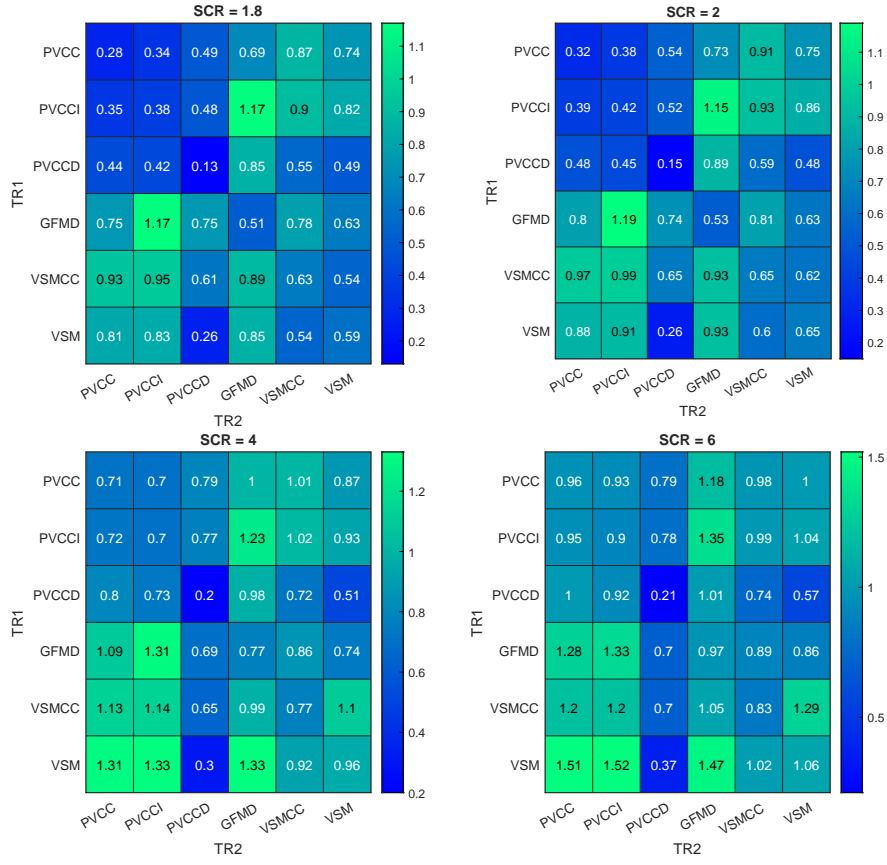 SCR = 1.8
PVCC 0.28 0.34 0.49 0.69 0.87 0.74
PVCCI 0.35 0.38 0.48 1.17 0.9 0.82
PVCCD 0.44 0.42 0.13 0.85 0.55 0.49
GFMD 0.75 1.17 0.75 0.51 0.78 0.63
VSMCC 0.93 0.95 0.61 0.89 0.63 0.54
VSM 0.81 0.83 0.26 0.85 0.54 0.59
PVCC PVCCI PVCCD GFMD VSMCC VSM
TR2
TR1
1.1
1
0.9
0.8
0.7
0.6
0.5
0.4
0.3
0.2
SCR = 2
PVCC 0.32 0.38 0.54 0.73 0.91 0.75
PVCCI 0.39 0.42 0.52 1.15 0.93 0.86
PVCCD 0.48 0.45 0.15 0.89 0.59 0.48
GFMD 0.8 1.19 0.74 0.53 0.81 0.63
VSMCC 0.97 0.99 0.65 0.93 0.65 0.62
VSM 0.88 0.91 0.26 0.93 0.6 0.65
PVCC PVCCI PVCCD GFMD VSMCC VSM
TR2
TR1
1.1
1
0.9
0.8
0.7
0.6
0.5
0.4
0.3
0.2
SCR = 4
PVCC 0.71 0.7 0.79 1 1.01 0.87
PVCCI 0.72 0.7 0.77 1.23 1.02 0.93
PVCCD 0.8 0.73 0.2 0.98 0.72 0.51
GFMD 1.09 1.31 0.69 0.77 0.86 0.74
VSMCC 1.13 1.14 0.65 0.99 0.77 1.1
VSM 1.31 1.33 0.3 1.33 0.92 0.96
PVCC PVCCI PVCCD GFMD VSMCC VSM
TR2
TR1
1.2
1
0.8
0.6
0.4
0.2
SCR = 6
PVCC 0.96 0.93 0.79 1.18 0.98 1
PVCCI 0.95 0.9 0.78 1.35 0.99 1.04
PVCCD 1 0.92 0.21 1.01 0.74 0.57
GFMD 1.28 1.33 0.7 0.97 0.89 0.86
VSMCC 1.2 1.2 0.7 1.05 0.83 1.29
VSM 1.51 1.52 0.37 1.47 1.02 1.06
PVCC PVCCI PVCCD GFMD VSMCC VSM
TR2
TR1
1.5
1
0.5